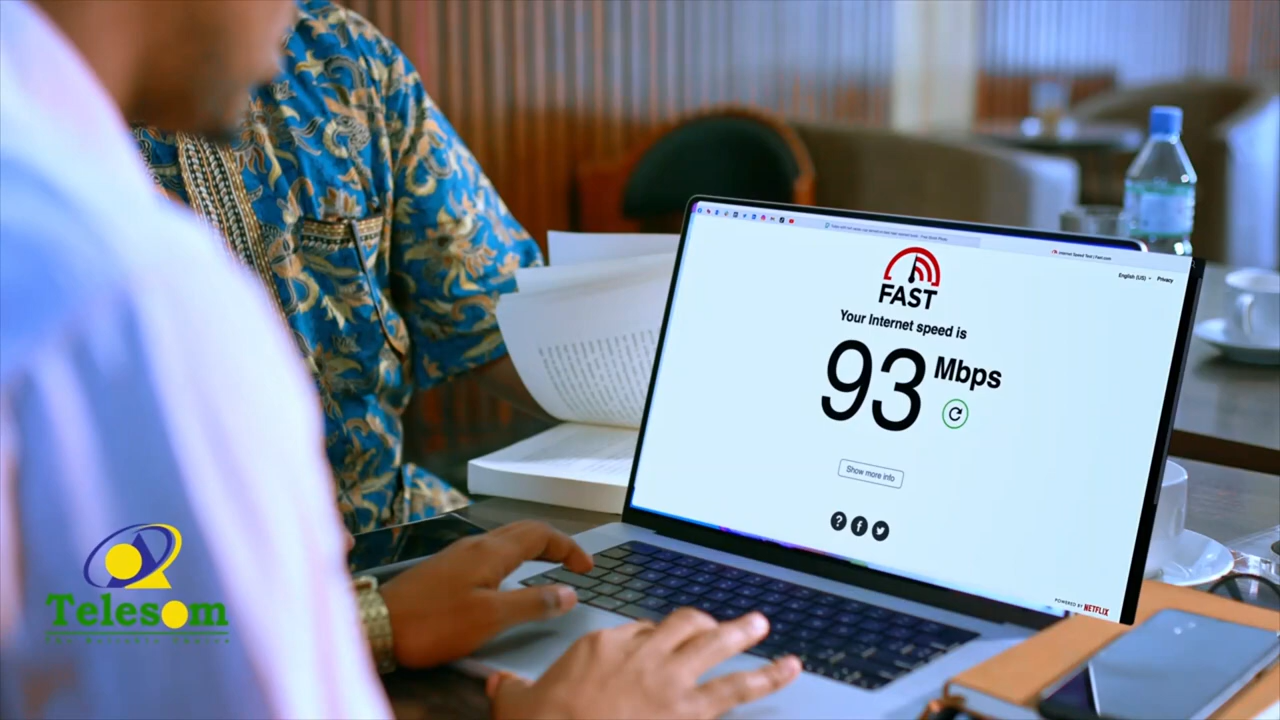 English (US)
Privacy
FAST
Your Internet speed is
93 Mbps
Show more info
POWERED BY NETFLIX
Telesom